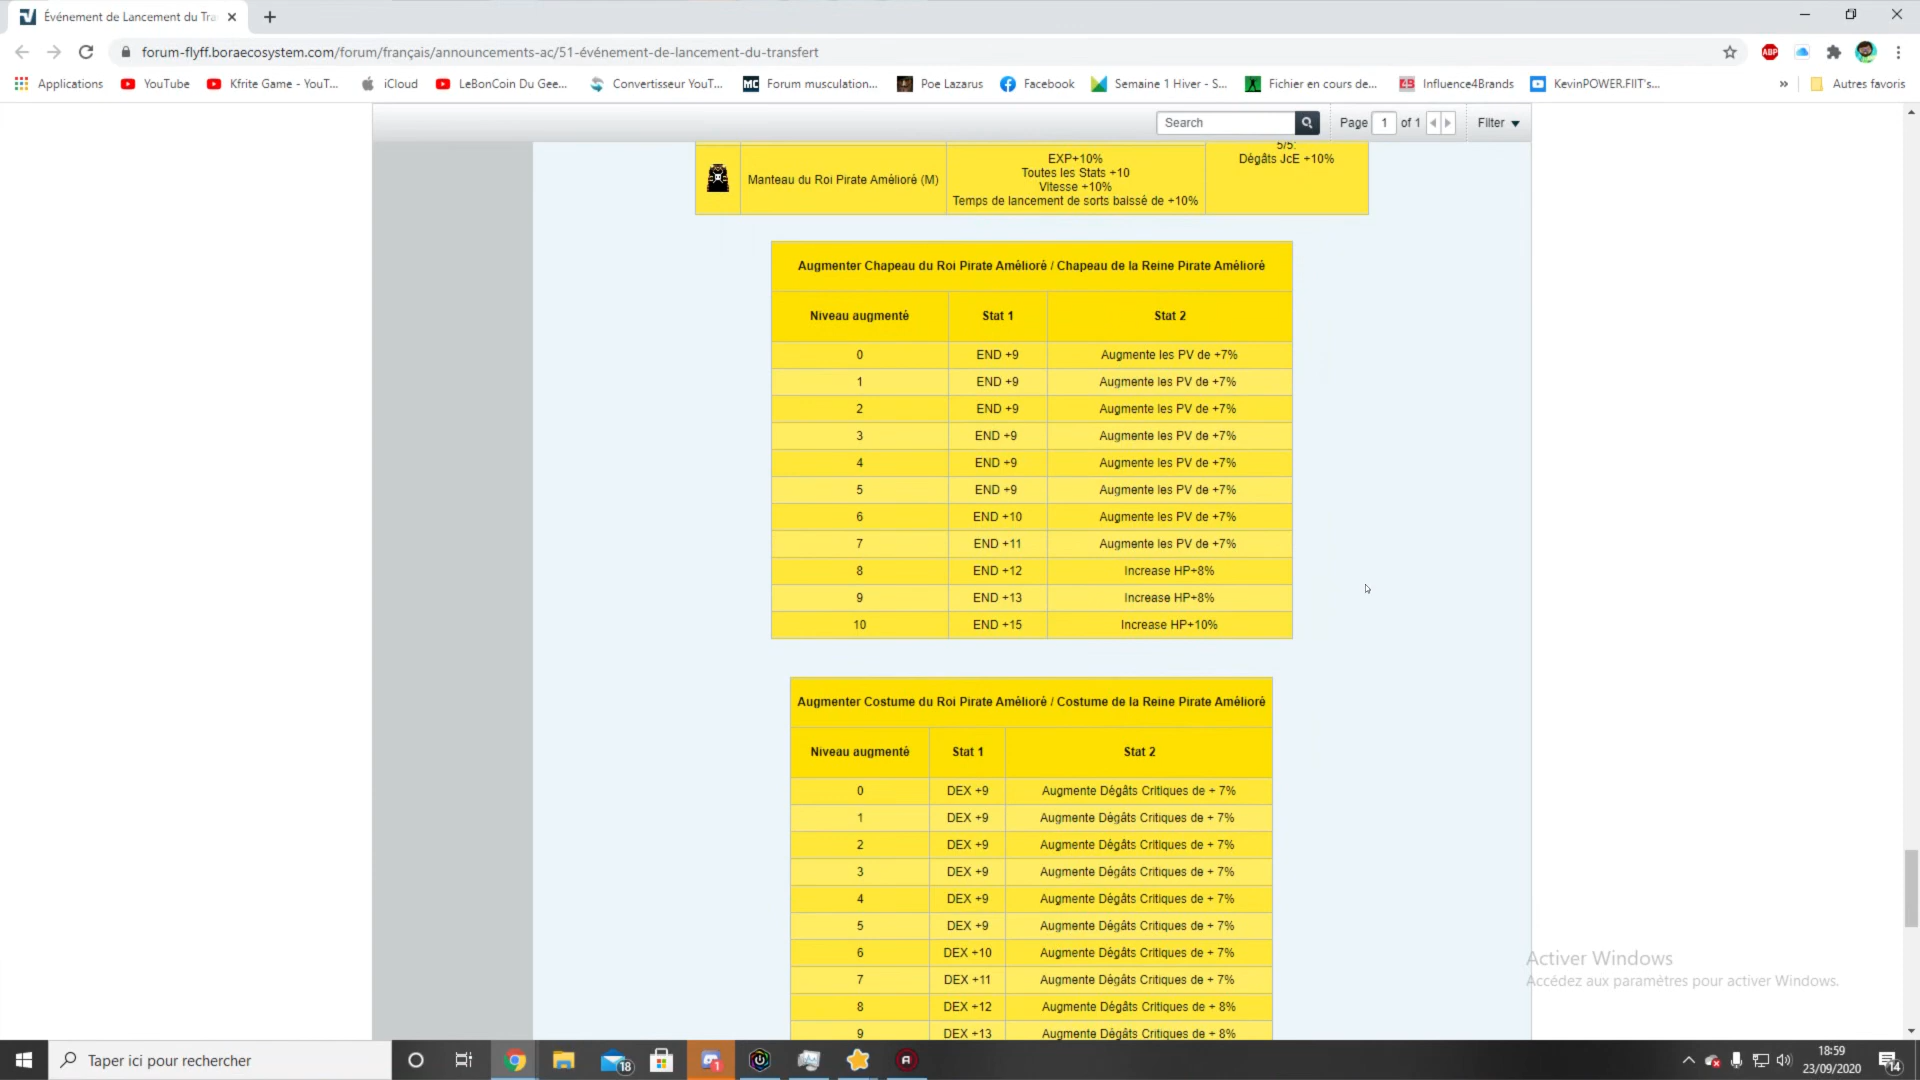 Événement de Lancement du Tra
forum-flyff.boraecosystem.com/forum/français/announcements-ac/51-événement-de-lancement-du-transfert
ABP
Applications YouTube Kfrite Game - YouT... iCloud LeBonCoin Du Gee... Convertisseur YouT... MC Forum musculation... Poe Lazarus Facebook Semaine 1 Hiver - S... Fichier en cours de... Influence4Brands KevinPOWER.FIIT's... » Autres favoris
Search Page 1 of 1 Filter
5/5:
Dégâts JcE +10%
Manteau du Roi Pirate Amélioré (M)
EXP+10%
Toutes les Stats +10
Vitesse +10%
Temps de lancement de sorts baissé de +10%
Augmenter Chapeau du Roi Pirate Amélioré / Chapeau de la Reine Pirate Amélioré
Niveau augmenté Stat 1 Stat 2
0 END +9 Augmente les PV de +7%
1 END +9 Augmente les PV de +7%
2 END +9 Augmente les PV de +7%
3 END +9 Augmente les PV de +7%
4 END +9 Augmente les PV de +7%
5 END +9 Augmente les PV de +7%
6 END +10 Augmente les PV de +7%
7 END +11 Augmente les PV de +7%
8 END +12 Increase HP+8%
9 END +13 Increase HP+8%
10 END +15 Increase HP+10%
Augmenter Costume du Roi Pirate Amélioré / Costume de la Reine Pirate Amélioré
Niveau augmenté Stat 1 Stat 2
0 DEX +9 Augmente Dégâts Critiques de + 7%
1 DEX +9 Augmente Dégâts Critiques de + 7%
2 DEX +9 Augmente Dégâts Critiques de + 7%
3 DEX +9 Augmente Dégâts Critiques de + 7%
4 DEX +9 Augmente Dégâts Critiques de + 7%
5 DEX +9 Augmente Dégâts Critiques de + 7%
6 DEX +10 Augmente Dégâts Critiques de + 7%
7 DEX +11 Augmente Dégâts Critiques de + 7%
8 DEX +12 Augmente Dégâts Critiques de + 8%
9 DEX +13 Augmente Dégâts Critiques de + 8%
Activer Windows
Accédez aux paramètres pour activer Windows.
Taper ici pour rechercher
18
1
18:59
23/09/2020
14